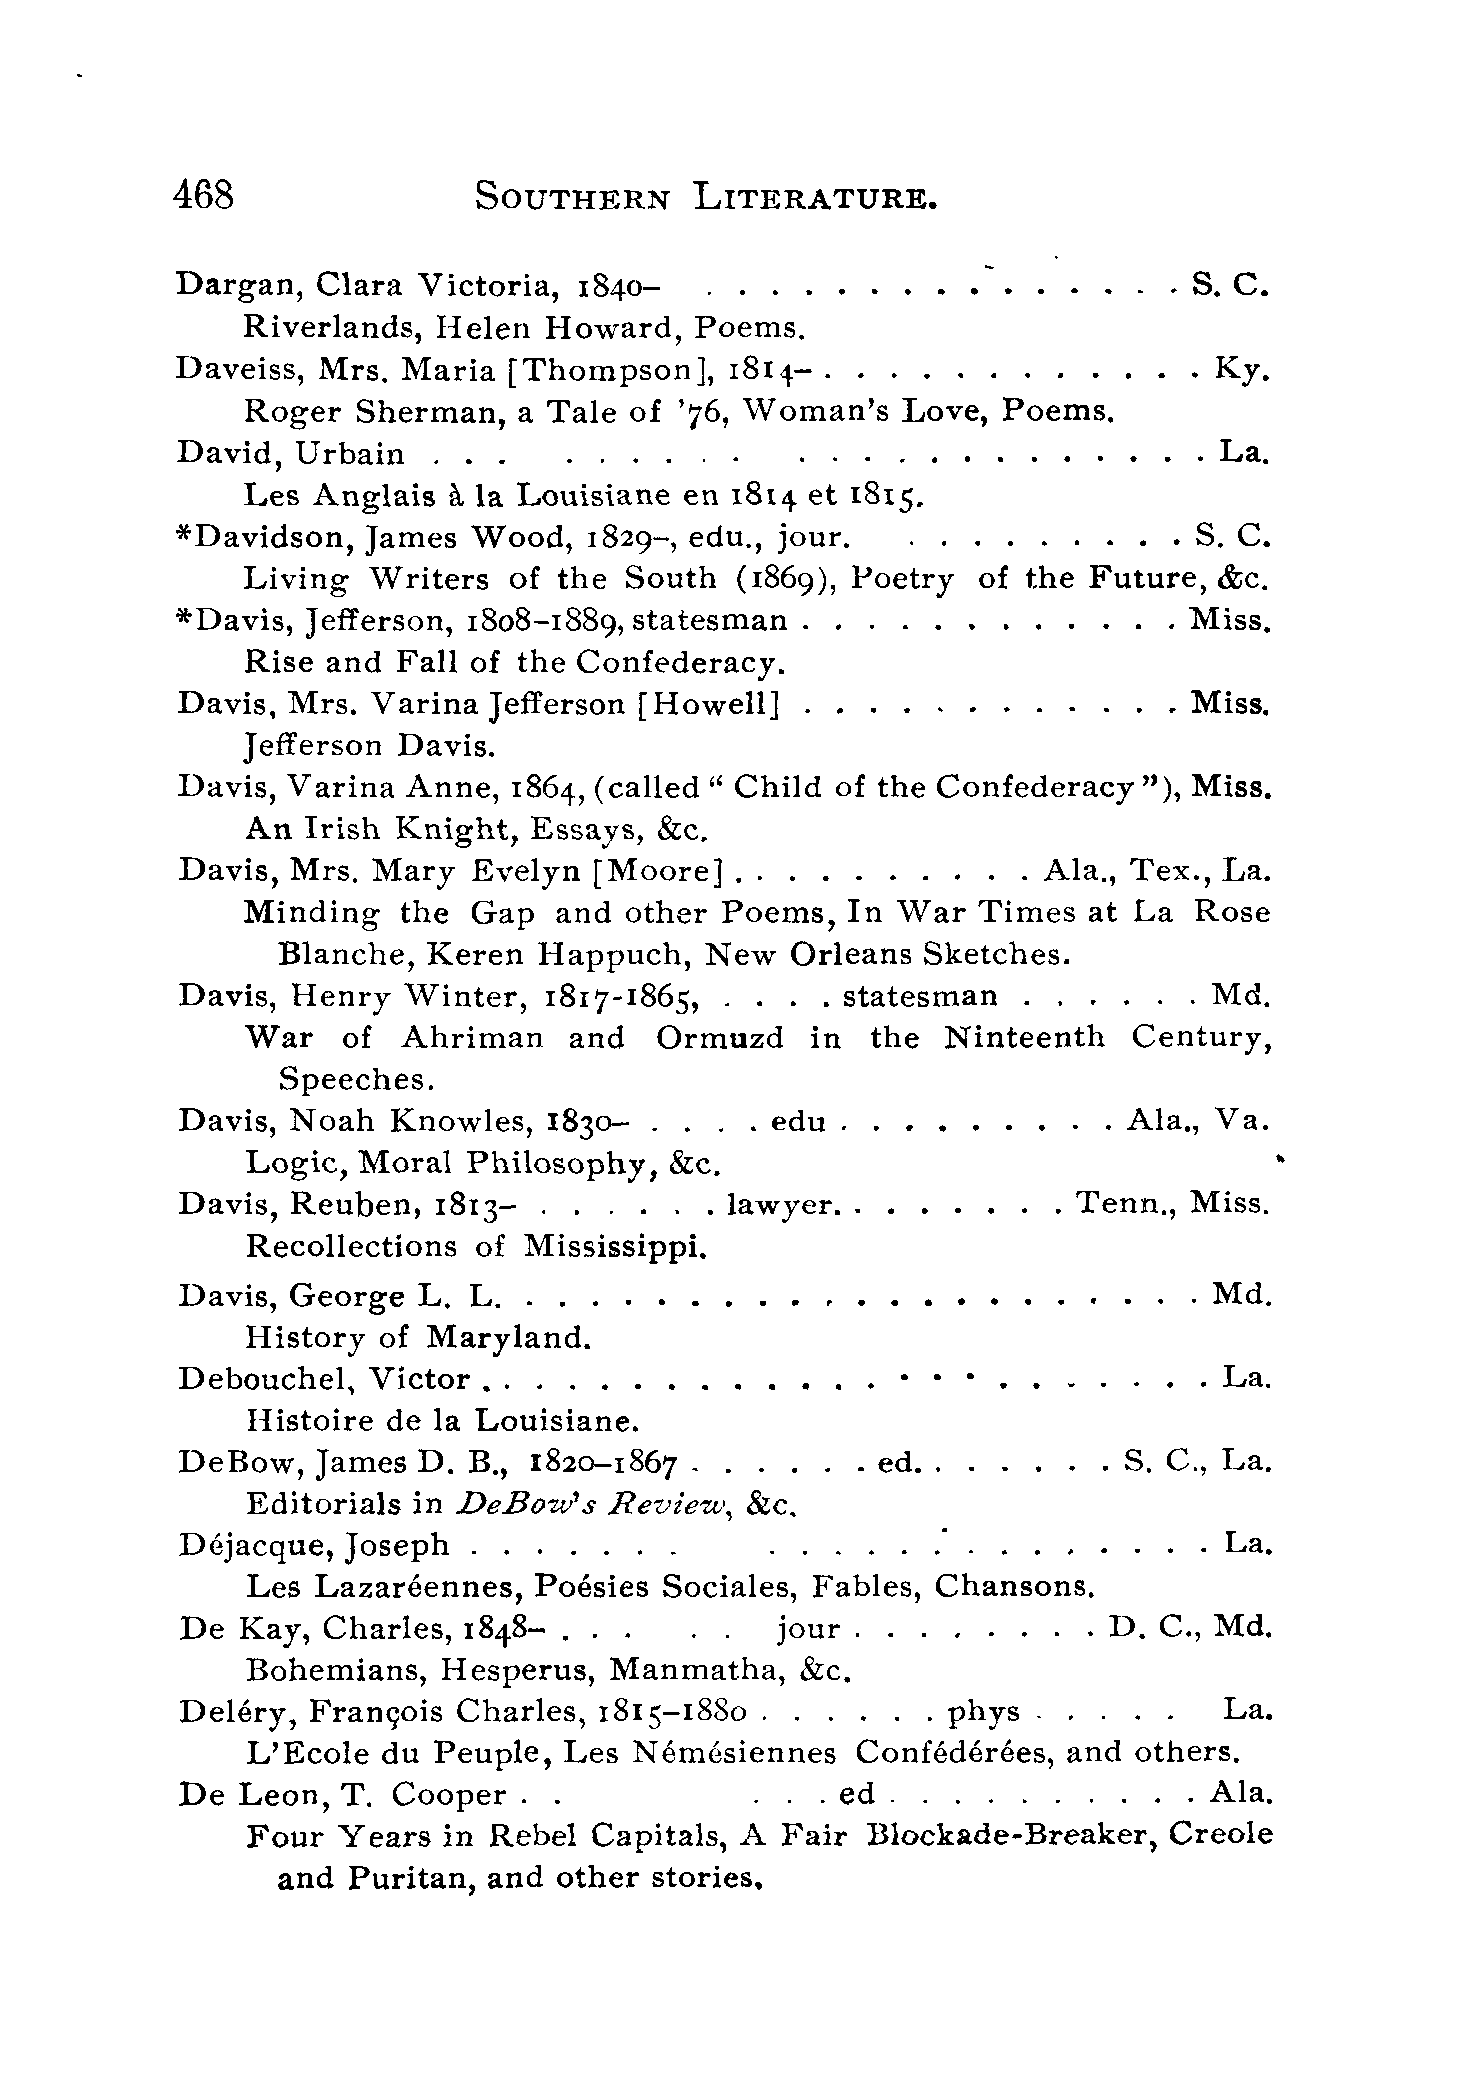 468 SOUTHERN LITERATURE.
Dargan, Clara Victoria, 1840– . . . . . . . . . . . . . . . S. C.
Riverlands, Helen Howard, Poems.
Daveiss, Mrs. Maria [Thompson], 1814– . . . . . . . . . . . . Ky.
Roger Sherman, a Tale of ’76, Woman’s Love, Poems.
David, Urbain . . . . . . . . . . . . . . . . . . . . . . La.
Les Anglais à la Louisiane en 1814 et 1815.
*Davidson, James Wood, 1829–, edu., jour. . . . . . . . . . S. C.
Living Writers of the South (1869), Poetry of the Future, &c.
*Davis, Jefferson, 1808–1889, statesman . . . . . . . . . . . . Miss.
Rise and Fall of the Confederacy.
Davis, Mrs. Varina Jefferson [Howell] . . . . . . . . . . . . Miss.
Jefferson Davis.
Davis, Varina Anne, 1864, (called “ Child of the Confederacy ”), Miss.
An Irish Knight, Essays, &c.
Davis, Mrs. Mary Evelyn [Moore] . . . . . . . . . . Ala., Tex., La.
Minding the Gap and other Poems, In War Times at La Rose
Blanche, Keren Happuch, New Orleans Sketches.
Davis, Henry Winter, 1817-1865, . . . . statesman . . . . . . Md.
War of Ahriman and Ormuzd in the Ninteenth Century,
Speeches.
Davis, Noah Knowles, 1830– . . . . edu . . . . . . . . . Ala., Va.
Logic, Moral Philosophy, &c.
Davis, Reuben, 1813– . . . . . . lawyer. . . . . . . . Tenn., Miss.
Recollections of Mississippi.
Davis, George L. L. . . . . . . . . . . . . . . . . . . . . . Md.
History of Maryland.
Debouchel, Victor . . . . . . . . . . . . . . . . . . . . . . . La.
Histoire de la Louisiane.
DeBow, James D. B., 1820–1867 . . . . . . ed. . . . . . . S. C., La.
Editorials in DeBow’s Review, &c.
Déjacque, Joseph . . . . . . . . . . . . . . . . . . . . . La.
Les Lazaréennes, Poésies Sociales, Fables, Chansons.
De Kay, Charles, 1848– . . . . . jour . . . . . . . . D. C., Md.
Bohemians, Hesperus, Manmatha, &c.
Deléry, François Charles, 1815–1880 . . . . . . phys . . . . . La.
L’Ecole du Peuple, Les Némésiennes Confédérées, and others.
De Leon, T. Cooper . . . . . ed . . . . . . . . . . Ala.
Four Years in Rebel Capitals, A Fair Blockade-Breaker, Creole
and Puritan, and other stories.